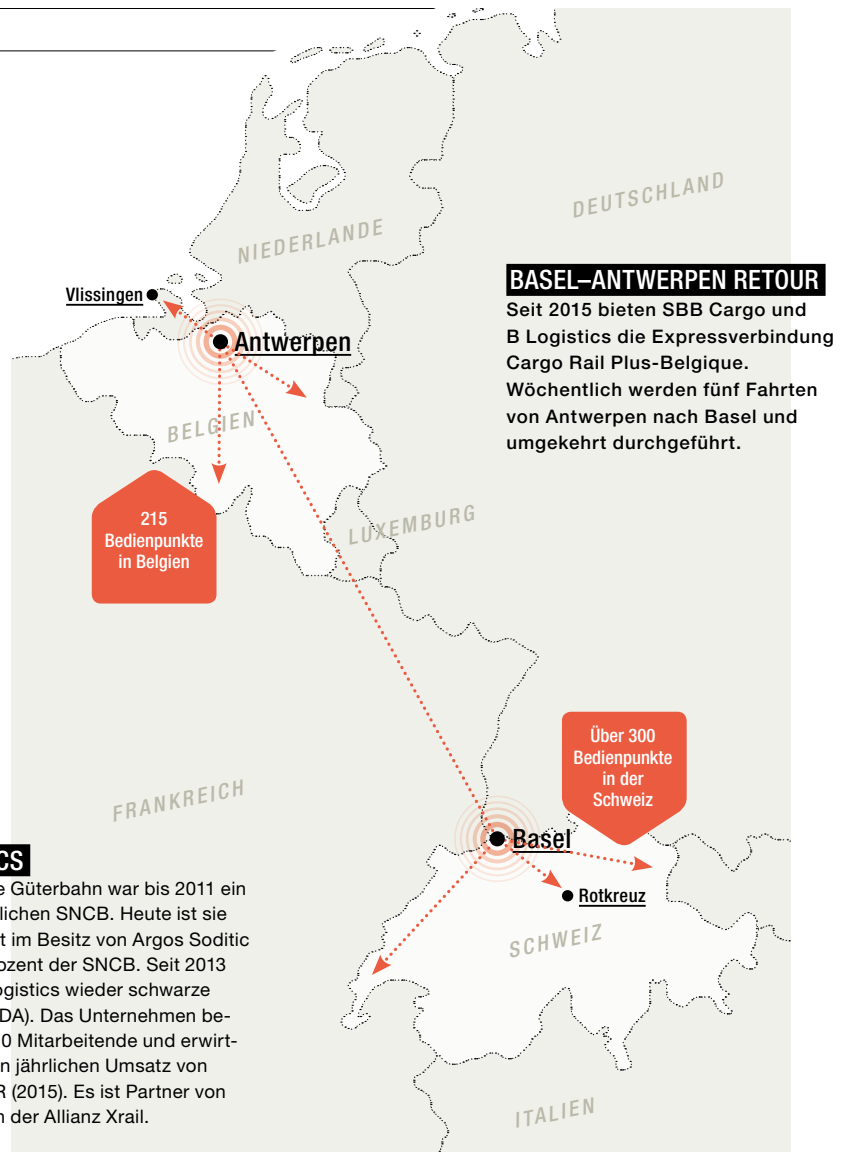 DEUTSCHLAND
NIEDERLANDE
BASEL–ANTWERPEN RETOUR
Seit 2015 bieten SBB Cargo und
B Logistics die Expressverbindung
Cargo Rail Plus-Belgique.
Wöchentlich werden fünf Fahrten
von Antwerpen nach Basel und
umgekehrt durchgeführt.
Vlissingen
Antwerpen
BELGIEN
215
Bedienpunkte
in Belgien
LUXEMBURG
Über 300
Bedienpunkte
in der
Schweiz
FRANKREICH
Basel
Rotkreuz
SCHWEIZ
ITALIEN
CS
e Güterbahn war bis 2011 ein
lichen SNCB. Heute ist sie
t im Besitz von Argos Soditic
ozent der SNCB. Seit 2013
ogistics wieder schwarze
DA). Das Unternehmen be-
0 Mitarbeitende und erwirt-
n jährlichen Umsatz von
R (2015). Es ist Partner von
n der Allianz Xrail.